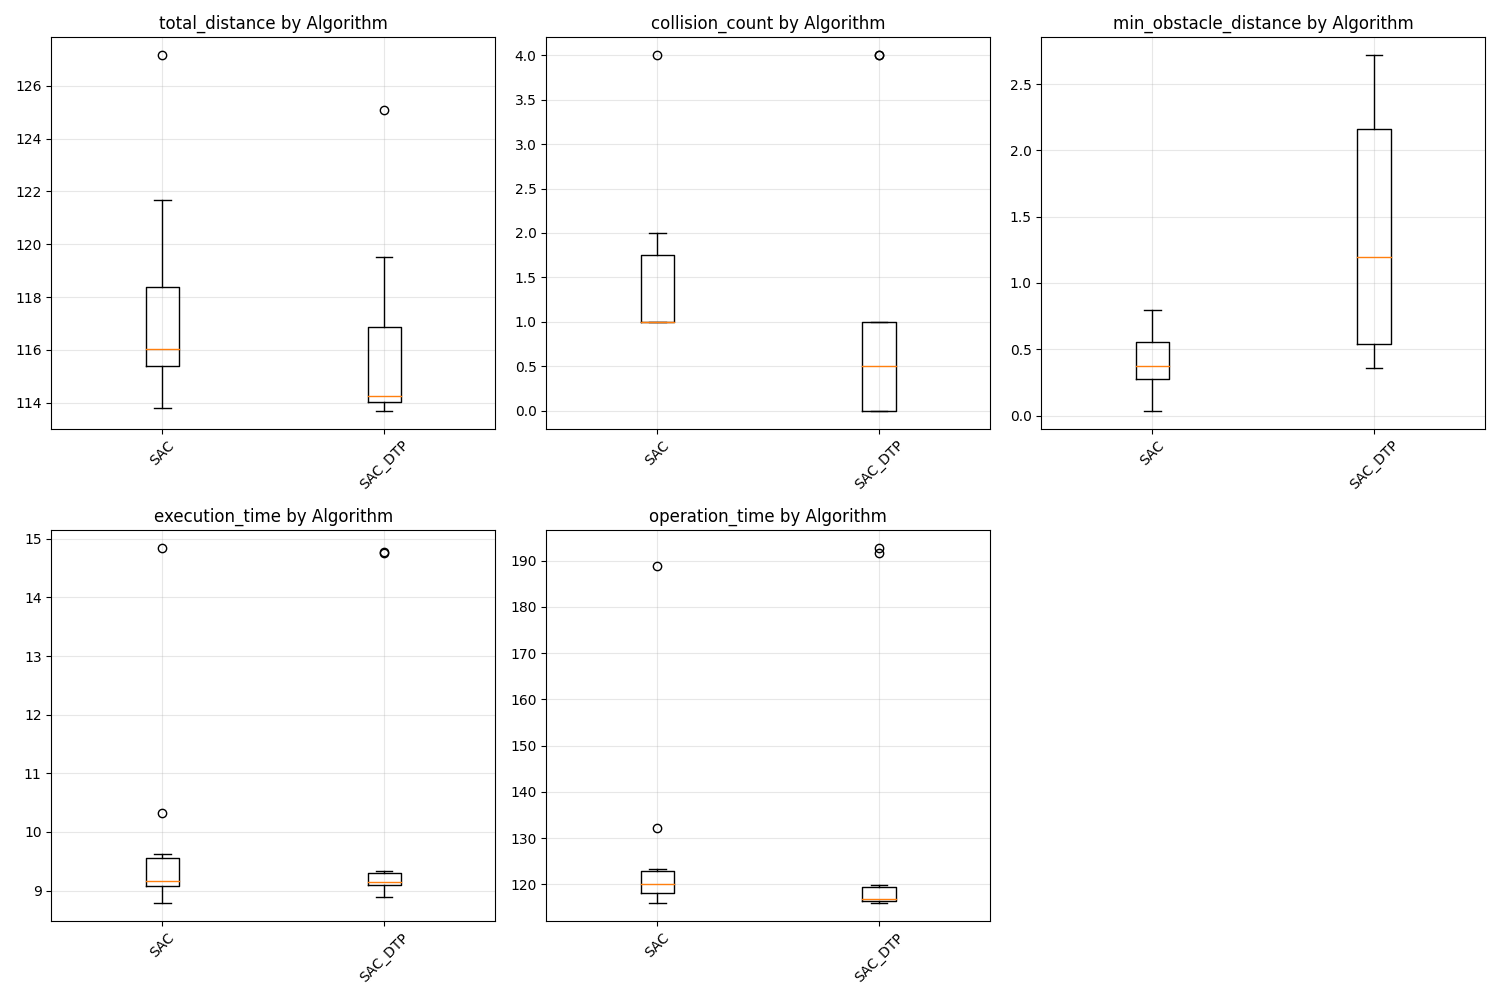 total_distance by Algorithm
126
124
122
120
118
116
114
SAC
SAC_DTP
collision_count by Algorithm
4.0
3.5
3.0
2.5
2.0
1.5
1.0
0.5
0.0
SAC
SAC_DTP
min_obstacle_distance by Algorithm
2.5
2.0
1.5
1.0
0.5
0.0
SAC
SAC_DTP
execution_time by Algorithm
15
14
13
12
11
10
9
SAC
SAC_DTP
operation_time by Algorithm
190
180
170
160
150
140
130
120
SAC
SAC_DTP